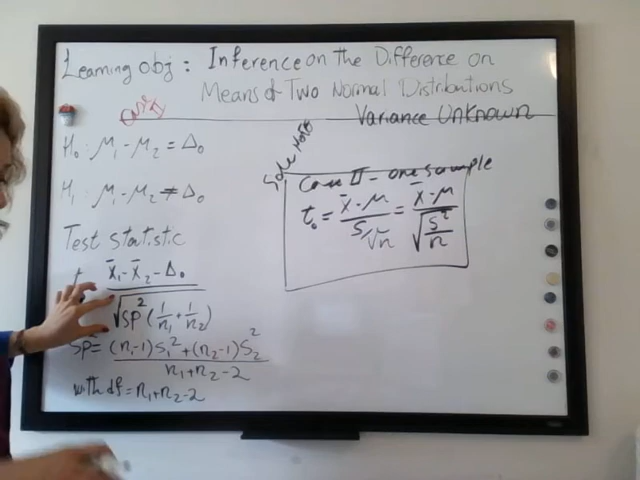 Learning obj: Inference on the Difference on
Means of Two Normal Distributions
Variance Unknown
Case II
H₀: μ₁ - μ₂ = Δ₀
H₁: μ₁ - μ₂ ≠ Δ₀
Test statistic
x̄₁ - x̄₂ - Δ₀
√Sp² (1/n₁ + 1/n₂)
Sp² = (n₁-1)S₁² + (n₂-1)S₂²
n₁ + n₂ - 2
with df = n₁ + n₂ - 2
Side Note
Case II - one sample
t₀ = x̄ - μ / S/√n = x̄ - μ / √S²/n